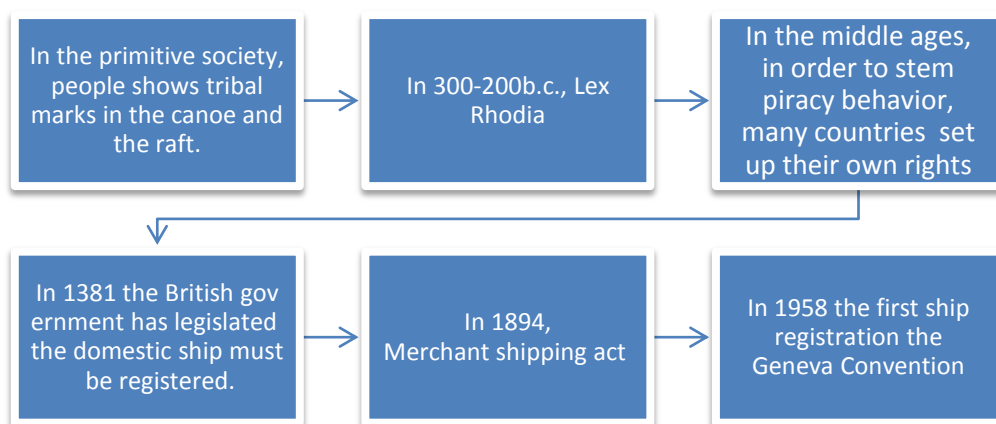 In the primitive society,
people shows tribal
marks in the canoe and
the raft.
In 300-200b.c., Lex
Rhodia
In the middle ages,
in order to stem
piracy behavior,
many countries set
up their own rights
In 1381 the British gov
ernment has legislated
the domestic ship must
be registered.
In 1894,
Merchant shipping act
In 1958 the first ship
registration the
Geneva Convention